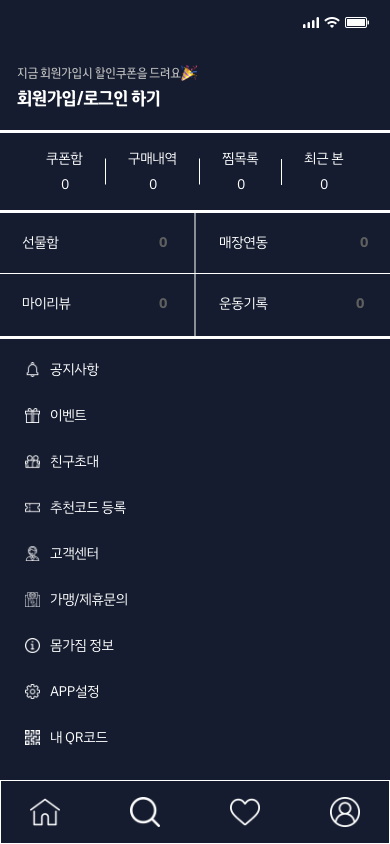 지금 회원가입시 할인쿠폰을 드려요🎉
회원가입/로그인 하기
쿠폰함 구매내역 찜목록 최근 본
0 0 0 0
선물함 0 매장연동 0
마이리뷰 0 운동기록 0
공지사항
이벤트
친구초대
추천코드 등록
고객센터
가맹/제휴문의
몸가짐 정보
APP설정
내 QR코드